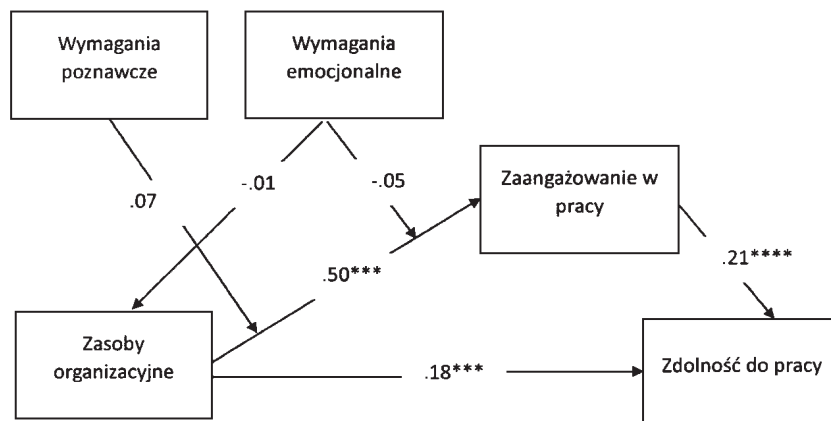 Wymagania
poznawcze
Wymagania
emocjonalne
Zaangażowanie w
pracy
-.01
-.05
.07
.21****
.50***
Zasoby
organizacyjne
.18***
Zdolność do pracy